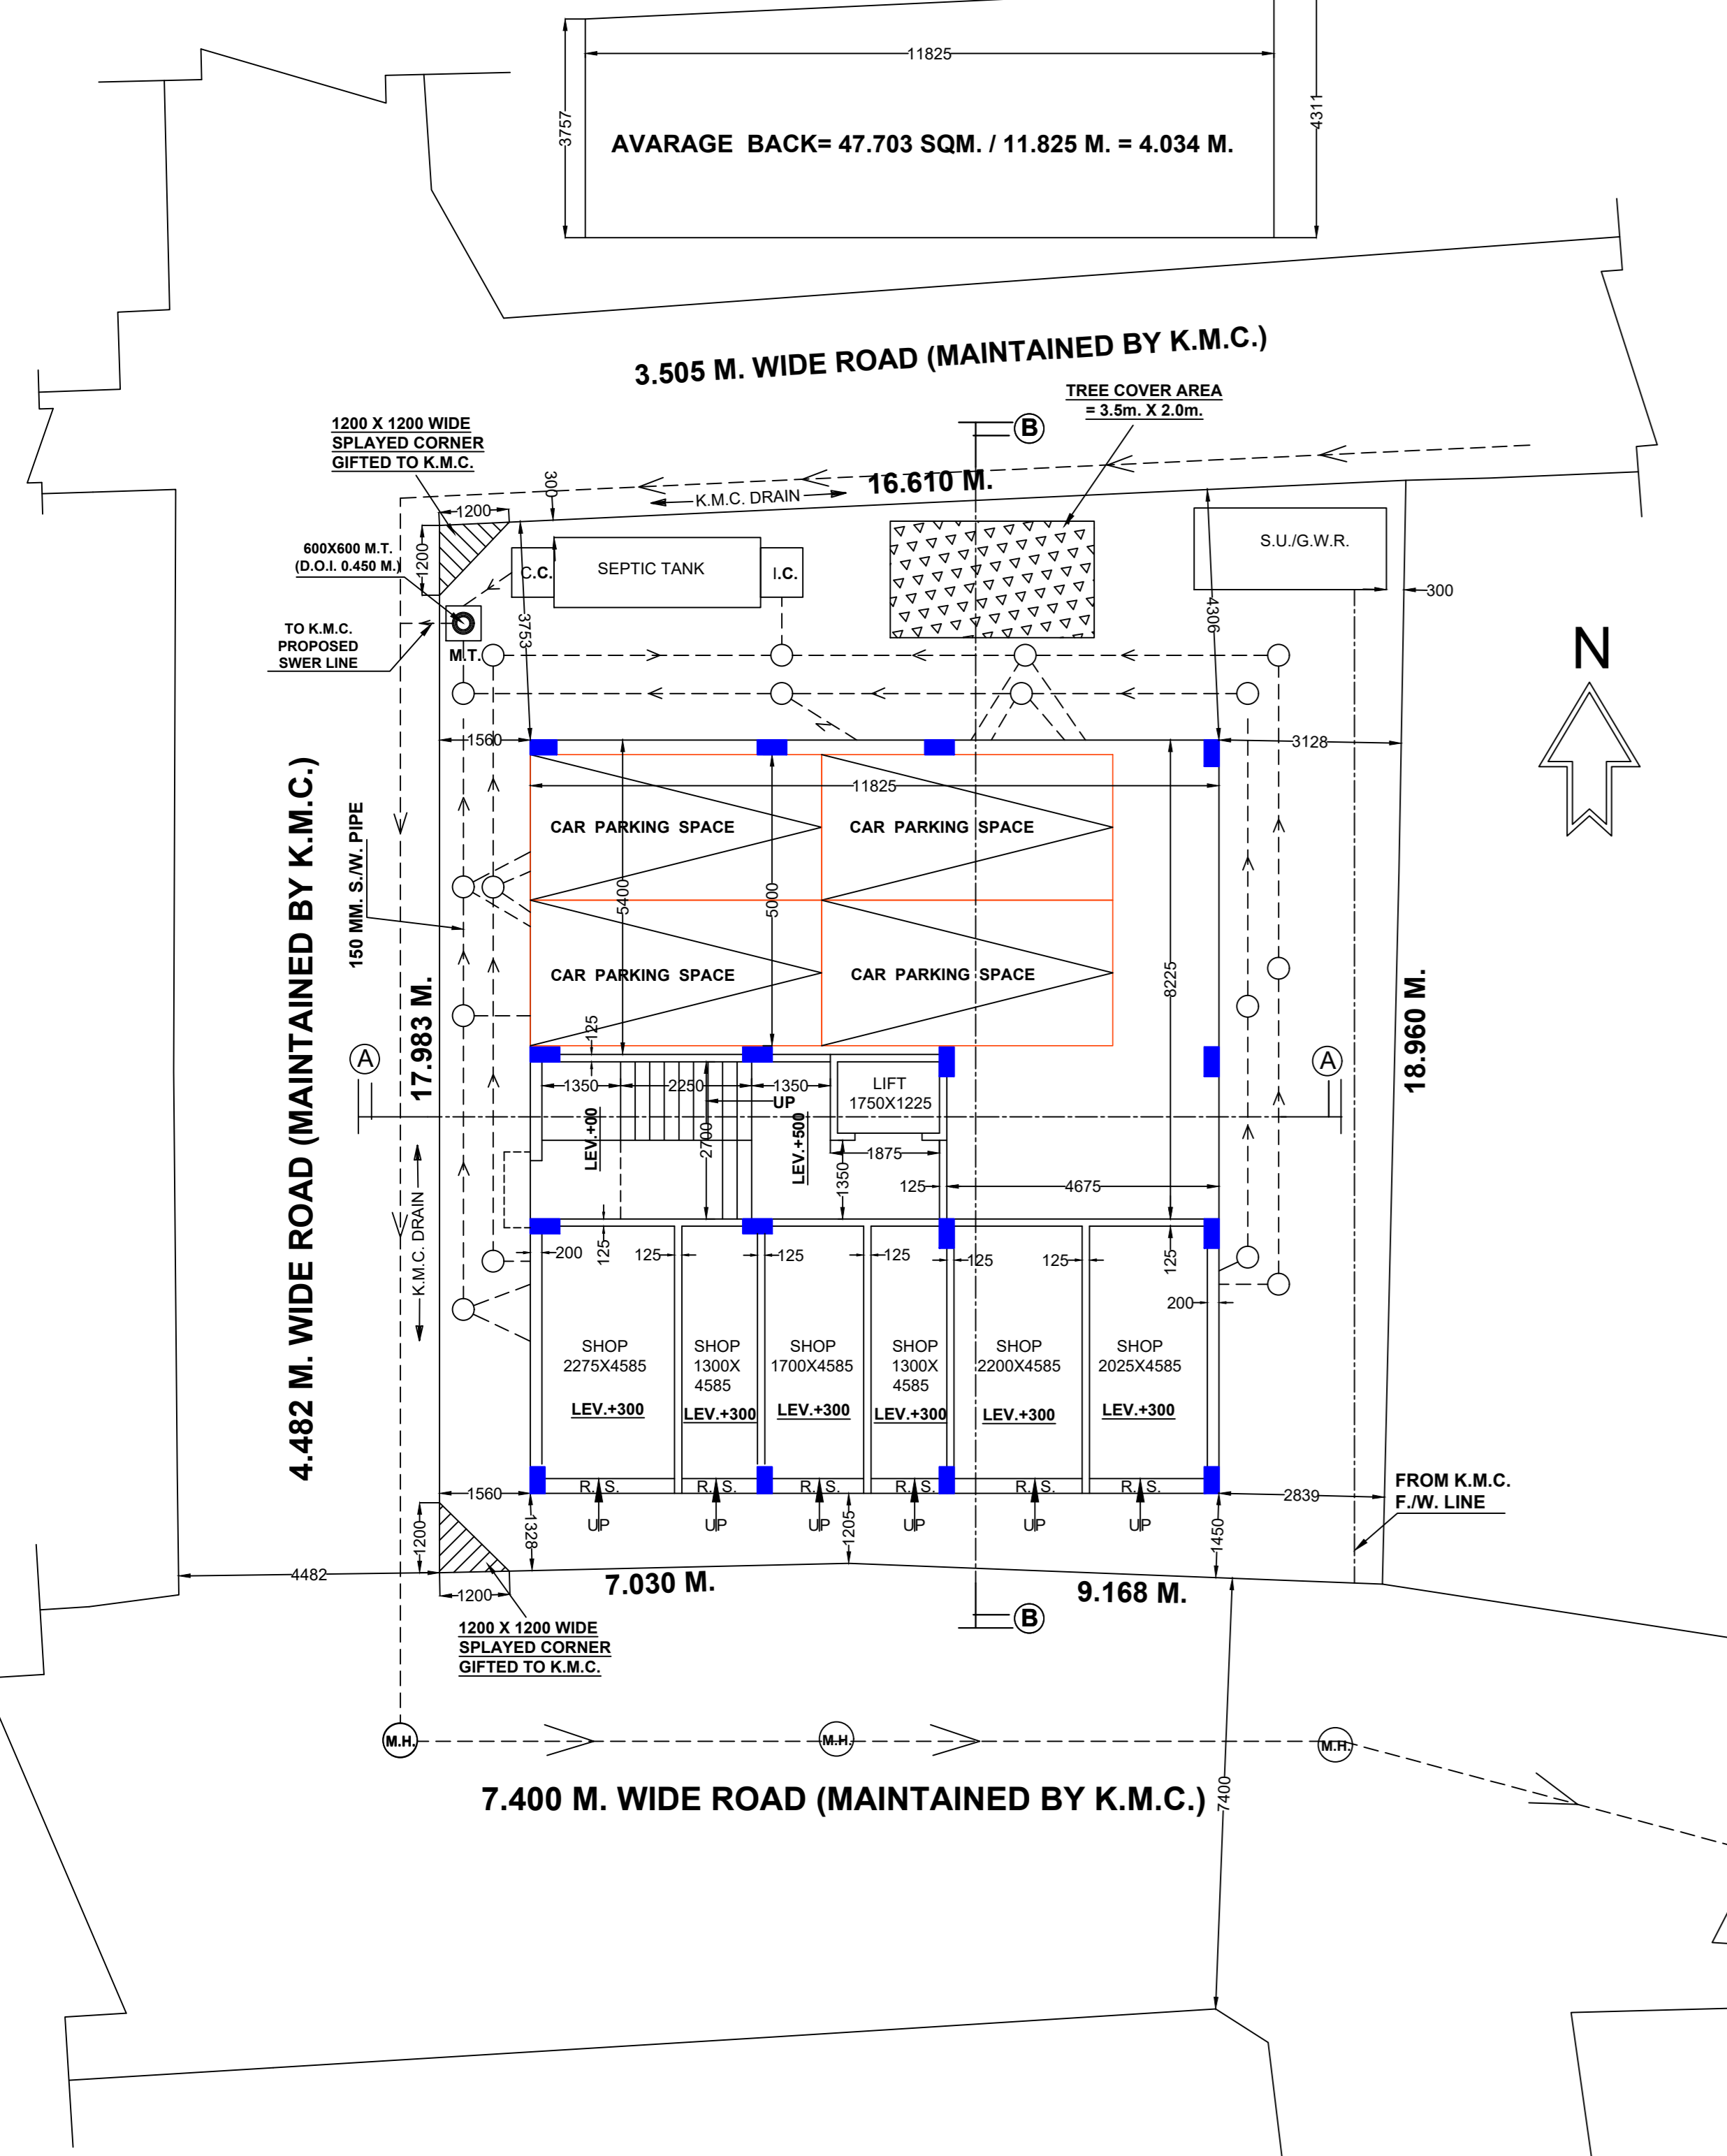 11825
3757
4311
AVARAGE BACK= 47.703 SQM. / 11.825 M. = 4.034 M.
3.505 M. WIDE ROAD (MAINTAINED BY K.M.C.)
TREE COVER AREA
= 3.5m. X 2.0m.
1200 X 1200 WIDE
SPLAYED CORNER
GIFTED TO K.M.C.
B
16.610 M.
300
K.M.C. DRAIN
1200
1200
600X600 M.T.
(D.O.I. 0.450 M.)
C.C.
SEPTIC TANK
I.C.
S.U./G.W.R.
300
TO K.M.C.
PROPOSED
SWER LINE
3753
4306
M.T.
N
1560
3128
11825
CAR PARKING SPACE
CAR PARKING SPACE
5400
5000
CAR PARKING SPACE
CAR PARKING SPACE
8225
150 MM. S./W. PIPE
4.482 M. WIDE ROAD (MAINTAINED BY K.M.C.)
17.983 M.
18.960 M.
A
A
125
1350
2250
1350
UP
LIFT
1750X1225
LEV.+00
2700
LEV.+500
1875
1350
125
4675
K.M.C. DRAIN
200
125
125
125
125
125
125
125
200
SHOP
2275X4585
LEV.+300
SHOP
1300X
4585
LEV.+300
SHOP
1700X4585
LEV.+300
SHOP
1300X
4585
LEV.+300
SHOP
2200X4585
LEV.+300
SHOP
2025X4585
LEV.+300
R. S.
R. S.
R. S.
R. S.
R. S.
R. S.
UP
UP
UP
UP
UP
UP
1560
1328
1205
1450
2839
FROM K.M.C.
F./W. LINE
1200
1200
4482
7.030 M.
9.168 M.
B
1200 X 1200 WIDE
SPLAYED CORNER
GIFTED TO K.M.C.
M.H.
M.H.
M.H.
7.400 M. WIDE ROAD (MAINTAINED BY K.M.C.)
7400